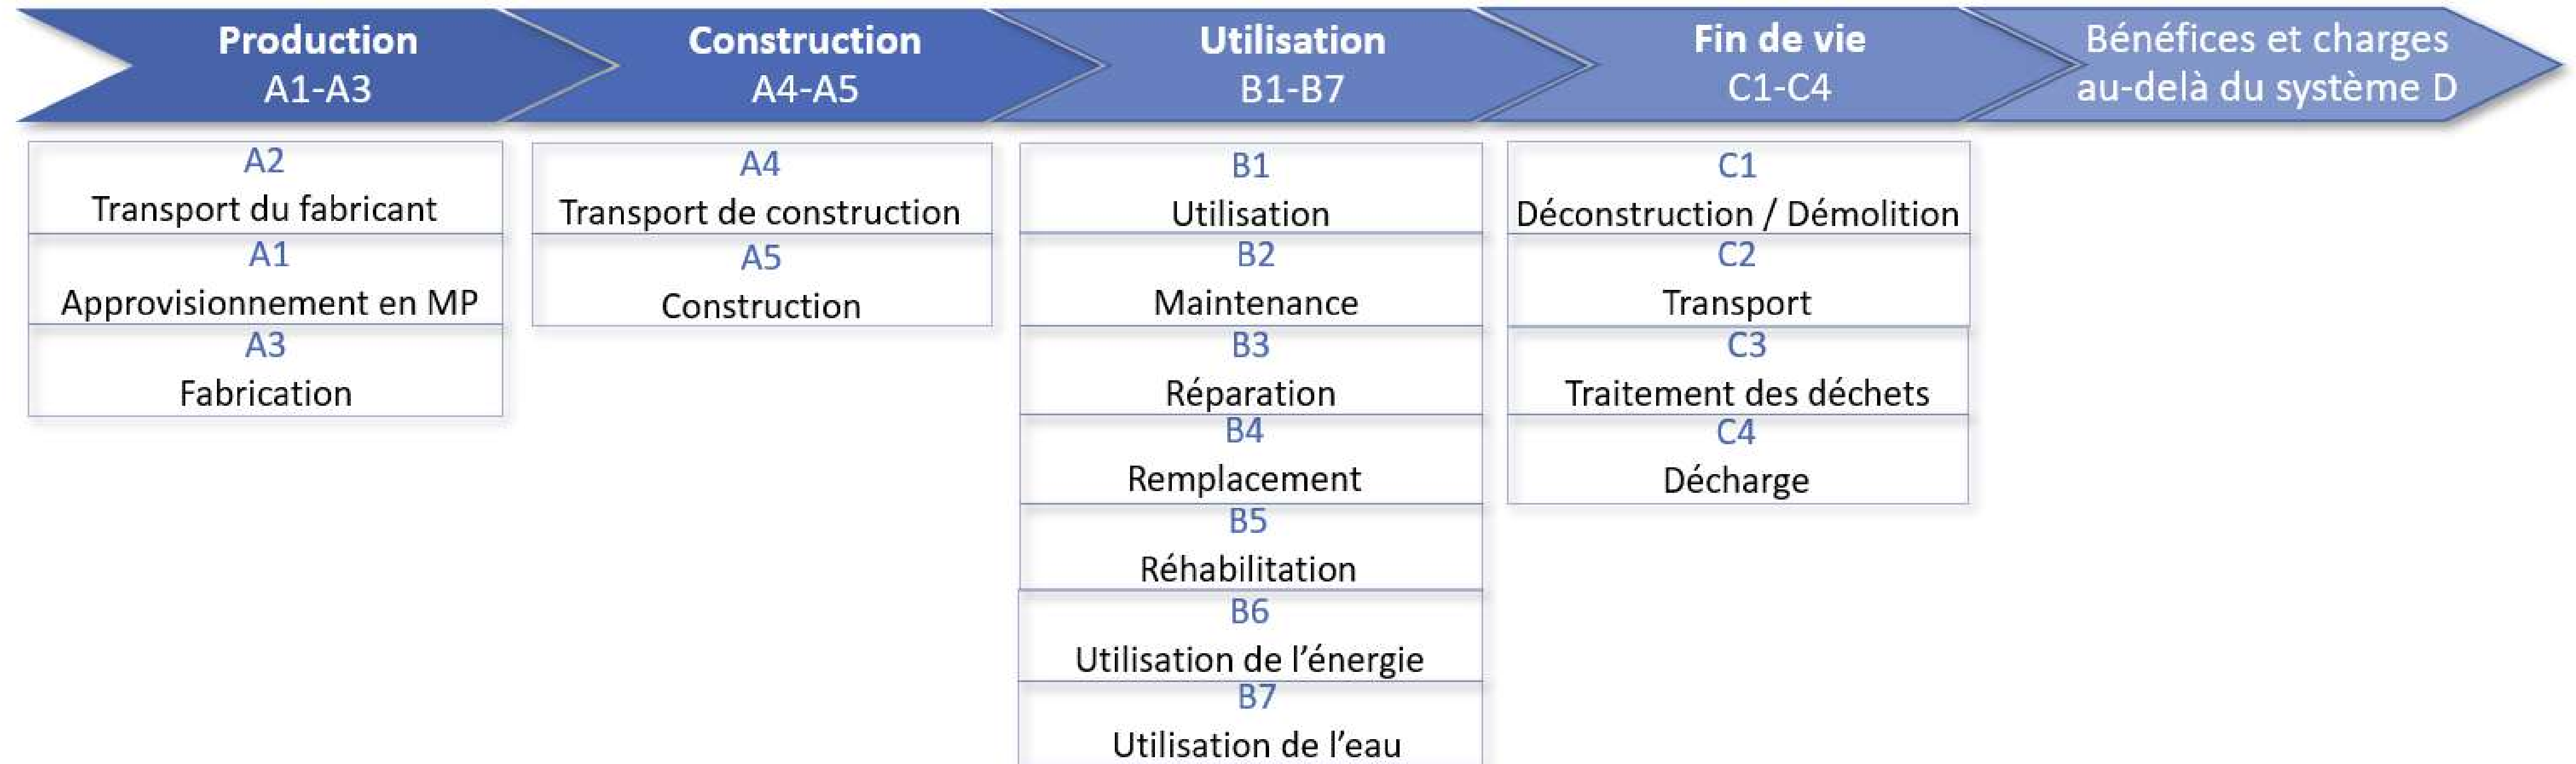 Production
A1-A3
Construction
A4-A5
Utilisation
B1-B7
Fin de vie
C1-C4
Bénéfices et charges
au-delà du système D
A2
Transport du fabricant
A1
Approvisionnement en MP
A3
Fabrication
A4
Transport de construction
A5
Construction
B1
Utilisation
B2
Maintenance
B3
Réparation
B4
Remplacement
B5
Réhabilitation
B6
Utilisation de l’énergie
B7
Utilisation de l’eau
C1
Déconstruction / Démolition
C2
Transport
C3
Traitement des déchets
C4
Décharge